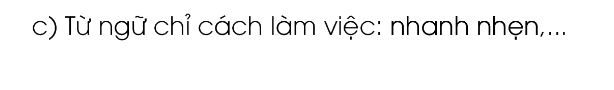 c) Từ ngữ chỉ cách làm việc: nhanh nhẹn,...